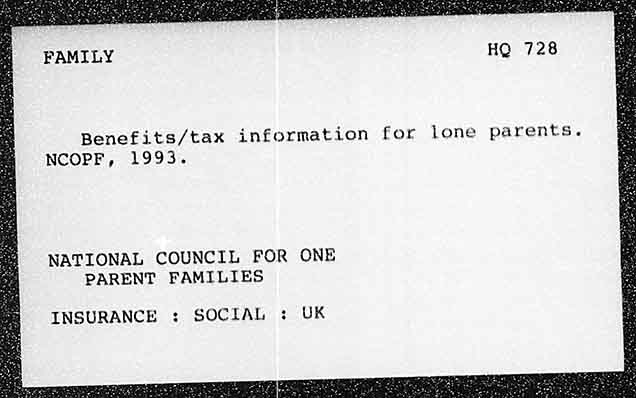 FAMILY HQ 728
Benefits/tax information for lone parents.
NCOPF, 1993.
NATIONAL COUNCIL FOR ONE
PARENT FAMILIES
INSURANCE : SOCIAL : UK